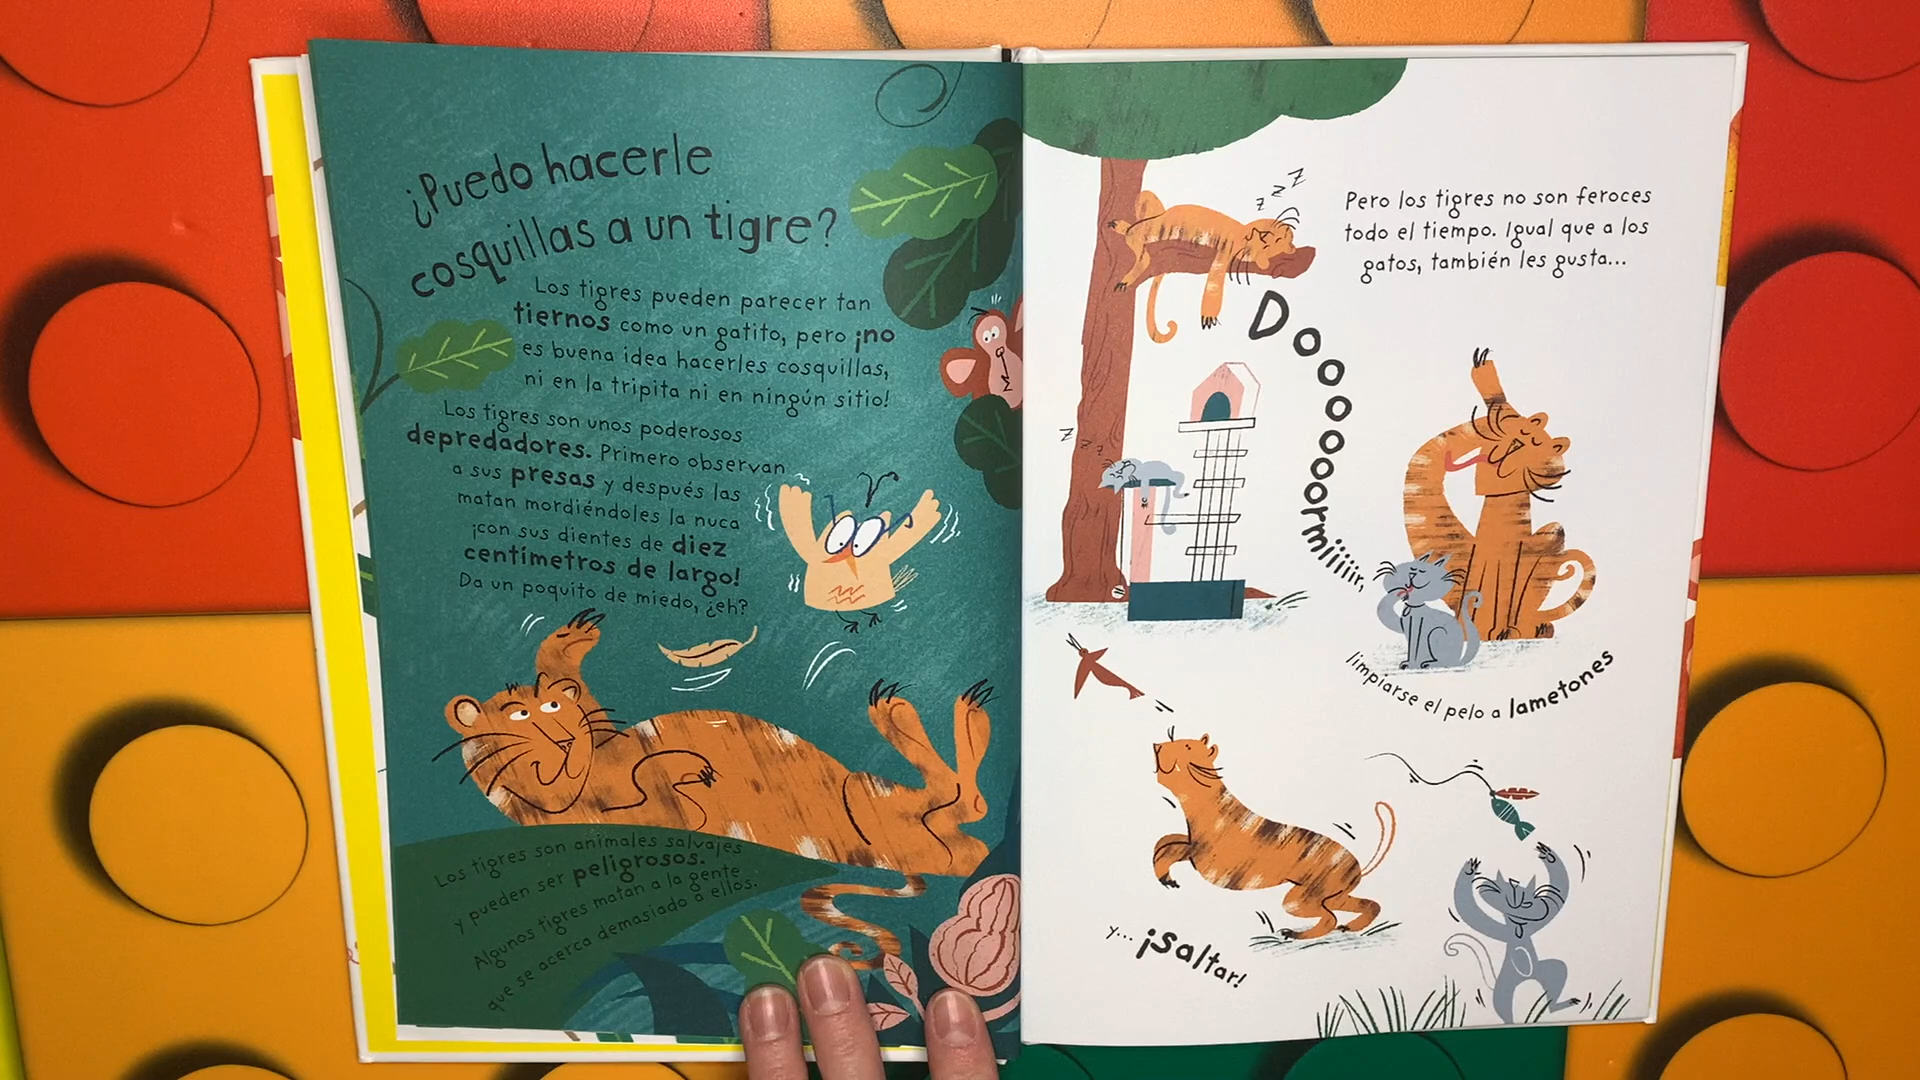 ¿Puedo hacerle
cosquillas a un tigre?
Los tigres pueden parecer tan
tiernos como un gatito, pero ¡no
es buena idea hacerles cosquillas,
ni en la tripita ni en ningún sitio!
Los tigres son unos poderosos
depredadores. Primero observan
a sus presas y después las
matan mordiéndoles la nuca
¡con sus dientes de diez
centímetros de largo!
Da un poquito de miedo, ¿eh?
Los tigres son animales salvajes
y pueden ser peligrosos.
Algunos tigres matan a la gente
que se acerca demasiado a ellos.
z z z
Pero los tigres no son feroces
todo el tiempo. Igual que a los
gatos, también les gusta...
Dooooooormiiiiir,
z z z z
limpiarse el pelo a lametones
y... ¡saltar!